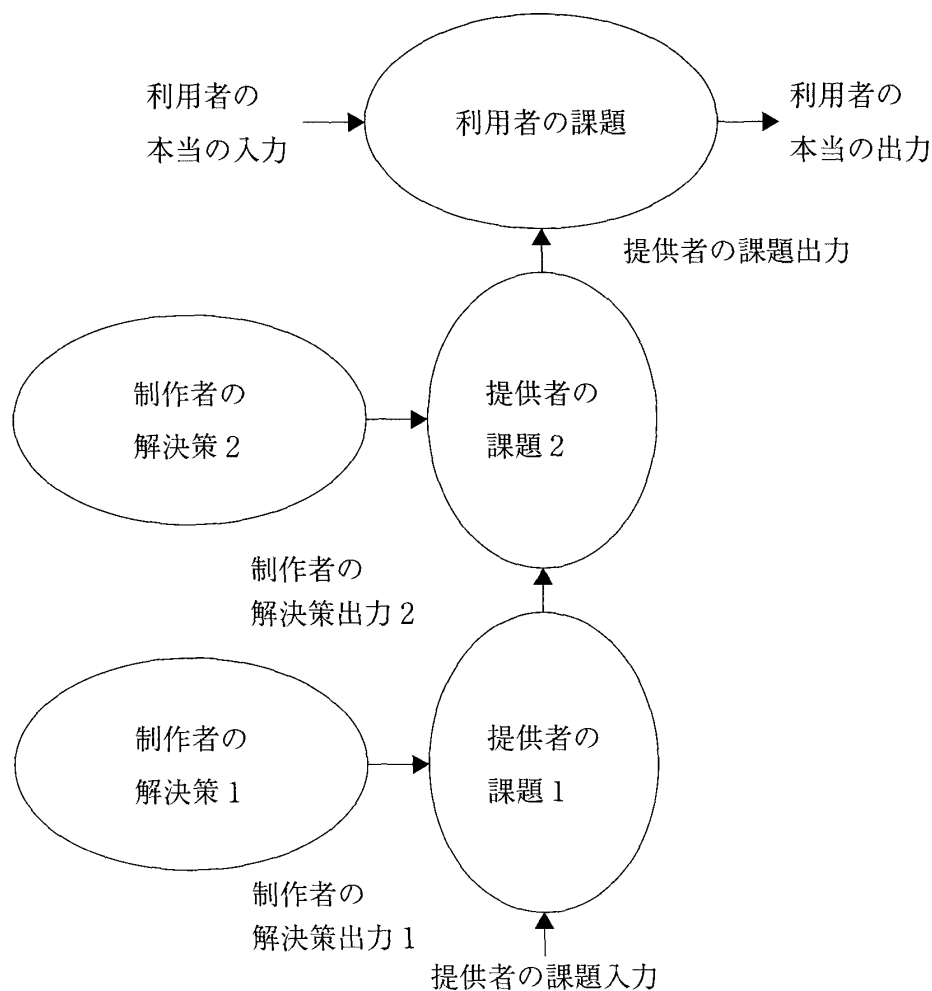 利用者の
本当の入力
利用者の課題
利用者の
本当の出力
提供者の課題出力
制作者の
解決策2
提供者の
課題2
制作者の
解決策出力2
制作者の
解決策1
提供者の
課題1
制作者の
解決策出力1
提供者の課題入力